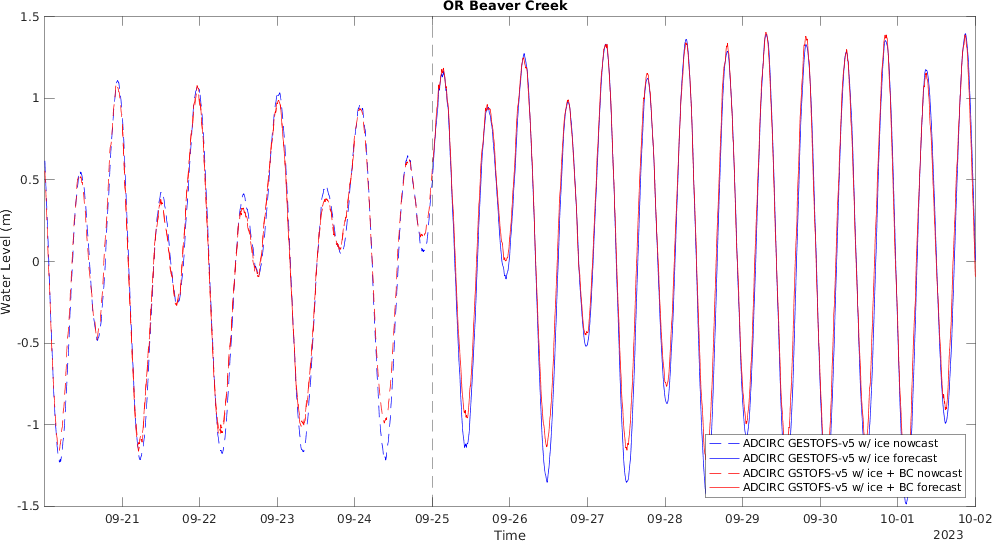 OR Beaver Creek
1.5
1
0.5
0
-0.5
-1
-1.5
Water Level (m)
09-21 09-22 09-23 09-24 09-25 09-26 09-27 09-28 09-29 09-30 10-01 10-02
Time
2023
ADCIRC GESTOFS-v5 w/ ice nowcast
ADCIRC GESTOFS-v5 w/ ice forecast
ADCIRC GSTOFS-v5 w/ ice + BC nowcast
ADCIRC GSTOFS-v5 w/ ice + BC forecast